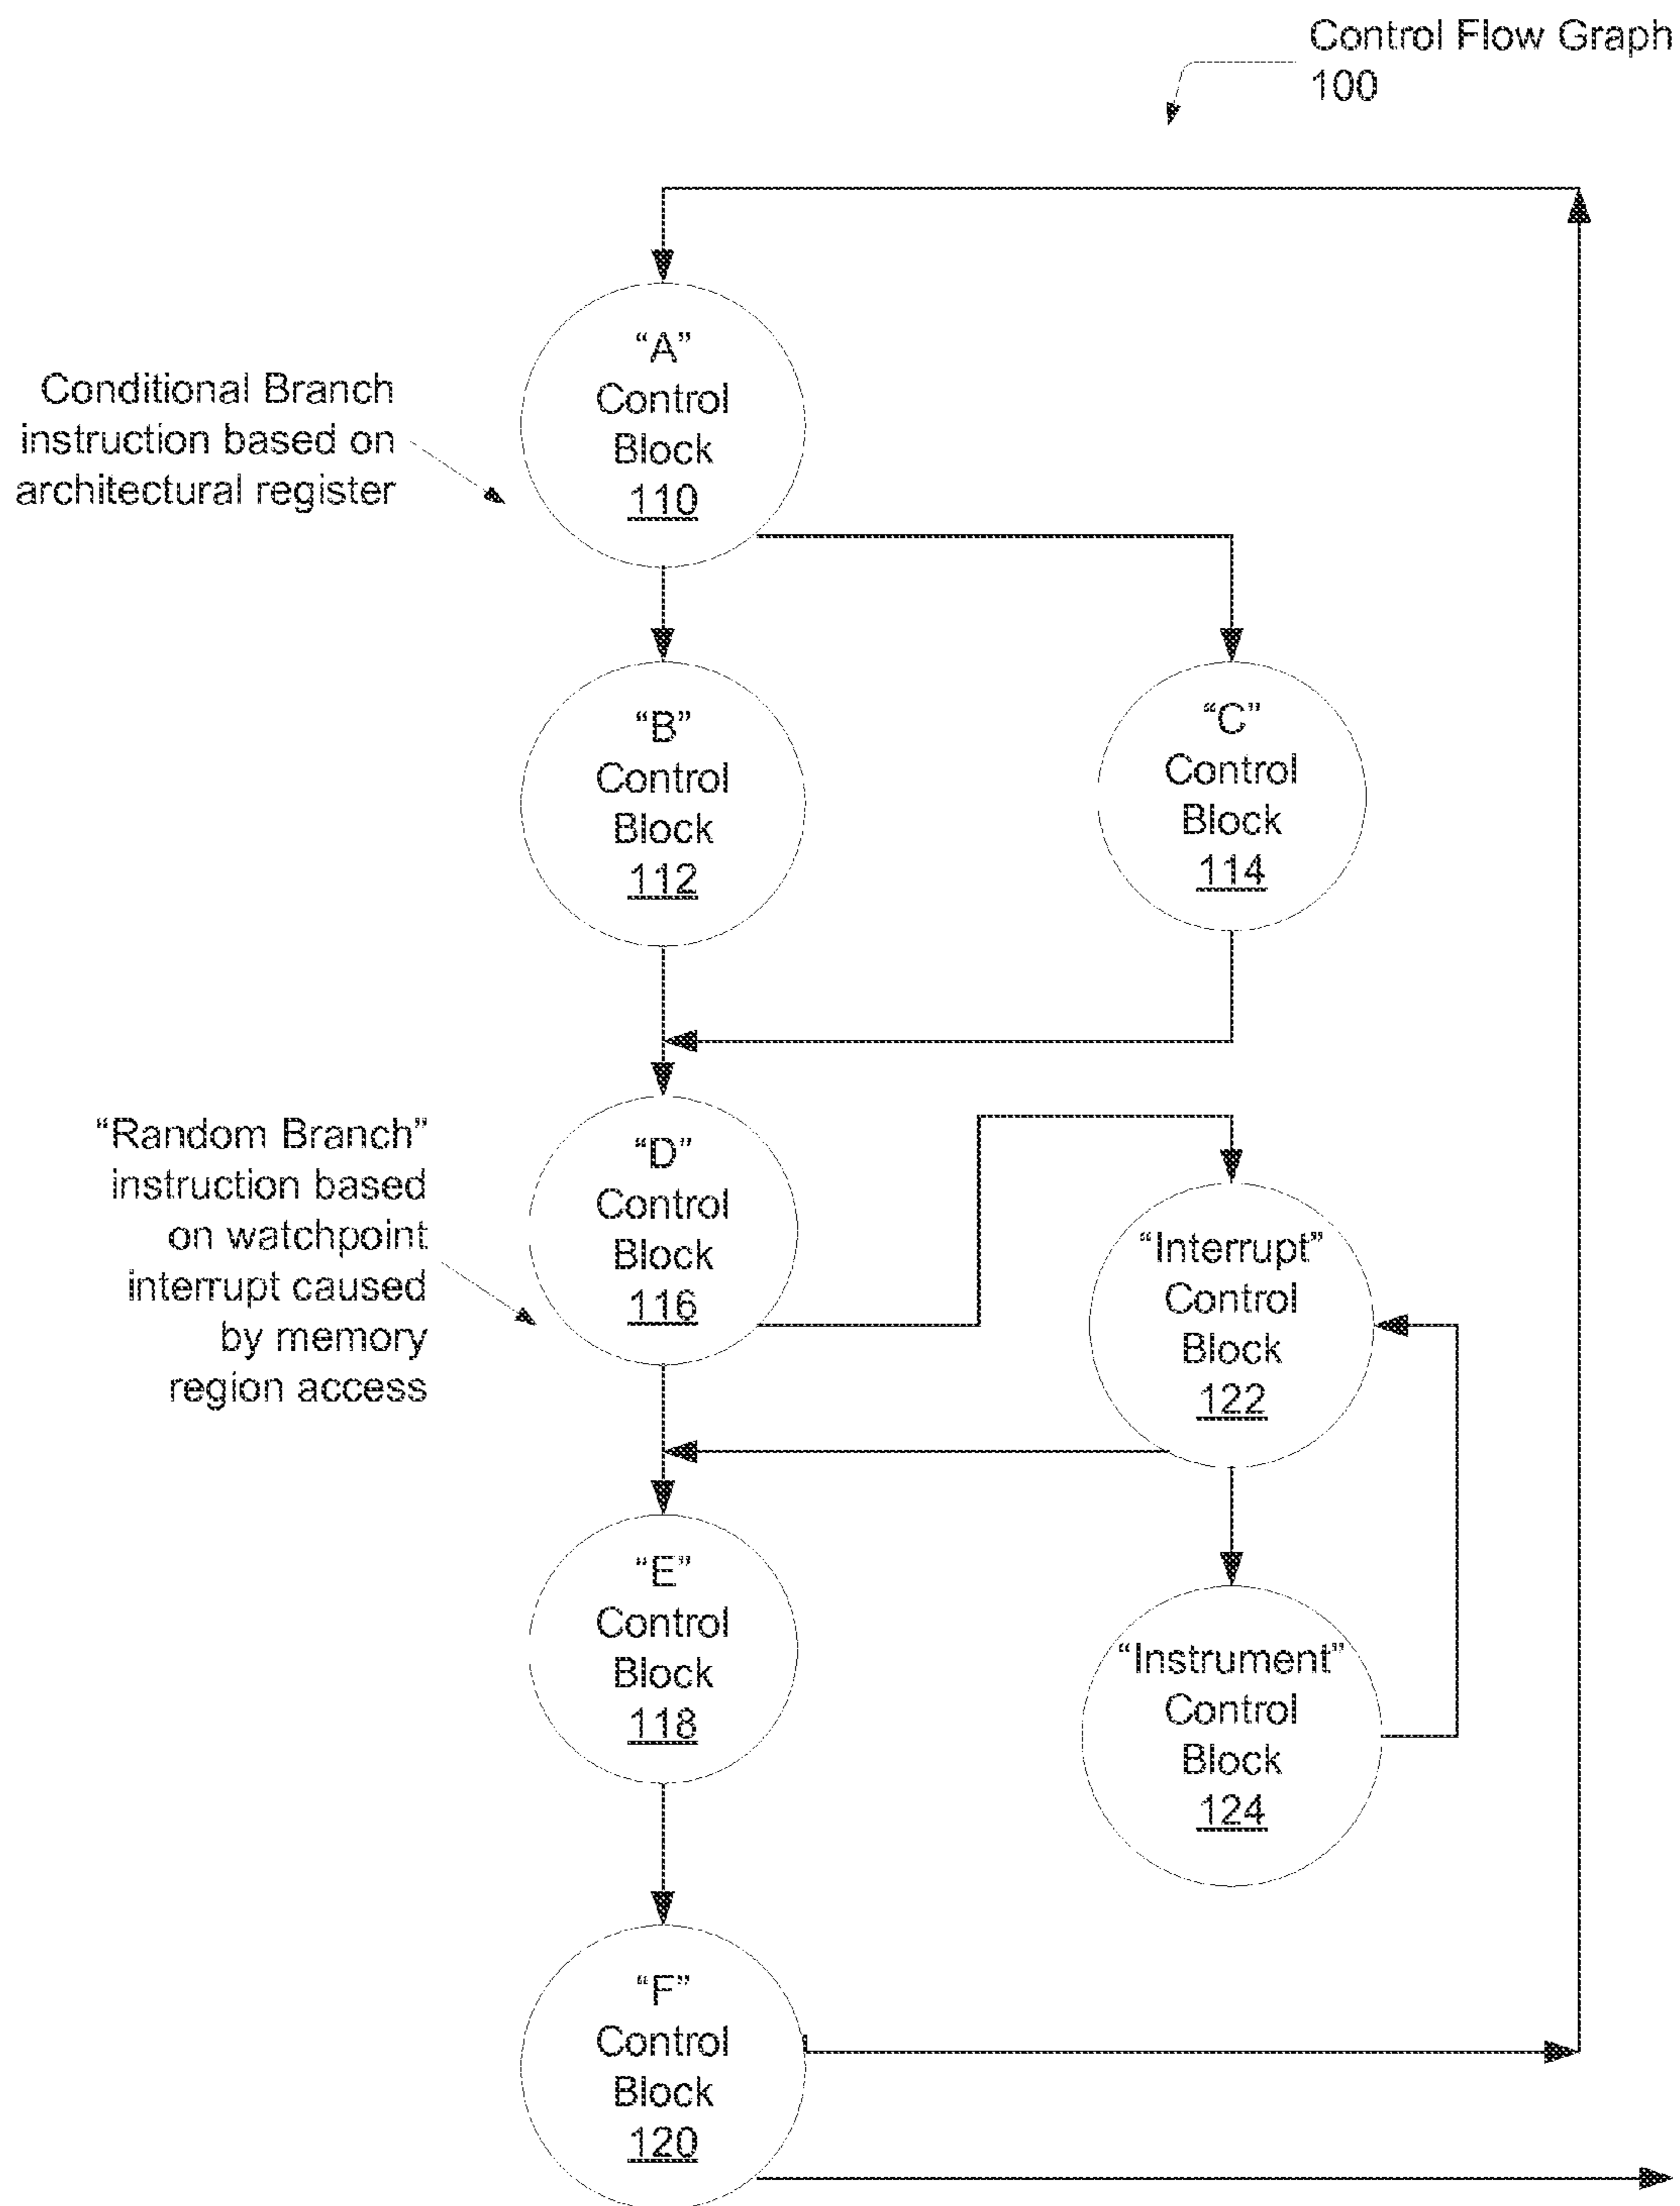 Control Flow Graph
100
“A”
Control
Block
110
Conditional Branch
instruction based on
architectural register
“B”
Control
Block
112
“C”
Control
Block
114
“D”
Control
Block
116
“Random Branch”
instruction based
on watchpoint
interrupt caused
by memory
region access
“Interrupt”
Control
Block
122
“E”
Control
Block
118
“Instrument”
Control
Block
124
“F”
Control
Block
120